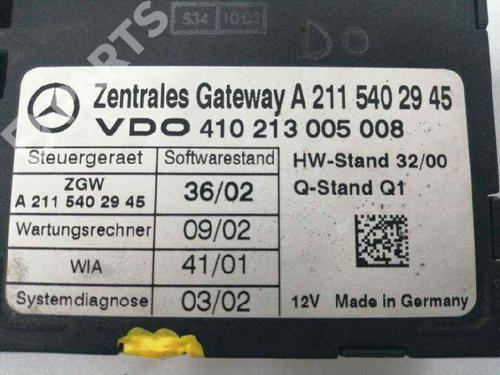 534 10.02
Do
Zentrales Gateway A 211 540 29 45
VDO 410 213 005 008
Steuergeraet Softwarestand
ZGW
A 211 540 29 45 36/02
Wartungsrechner 09/02
WIA 41/01
Systemdiagnose 03/02
HW-Stand 32/00
Q-Stand Q1
12V Made in Germany